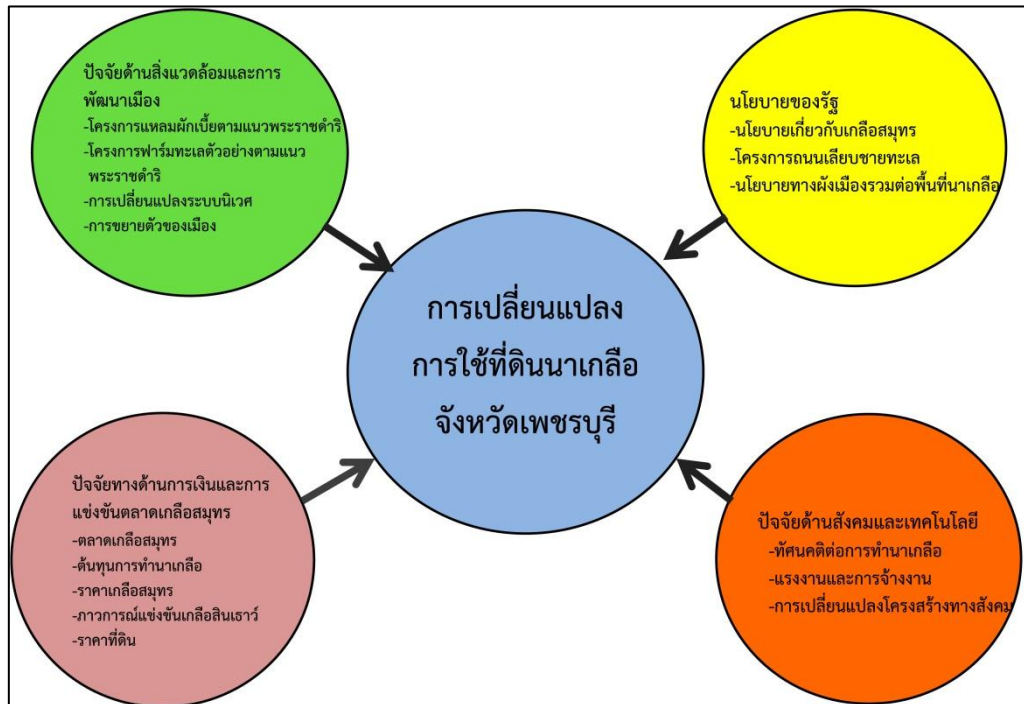 ปัจจัยด้านสิ่งแวดล้อมและการ
พัฒนาเมือง
-โครงการแหลมผักเบี้ยตามแนวพระราชดำริ
-โครงการฟาร์มทะเลตัวอย่างตามแนว
พระราชดำริ
-การเปลี่ยนแปลงระบบนิเวศ
-การขยายตัวของเมือง
นโยบายของรัฐ
-นโยบายเกี่ยวกับเกลือสมุทร
-โครงการถนนเลียบชายทะเล
-นโยบายทางผังเมืองรวมต่อพื้นที่นาเกลือ
การเปลี่ยนแปลง
การใช้ที่ดินนาเกลือ
จังหวัดเพชรบุรี
ปัจจัยทางด้านการเงินและการ
แข่งขันตลาดเกลือสมุทร
-ตลาดเกลือสมุทร
-ต้นทุนการทำนาเกลือ
-ราคาเกลือสมุทร
-ภาวการณ์แข่งขันเกลือสินเธาว์
-ราคาที่ดิน
ปัจจัยด้านสังคมและเทคโนโลยี
-ทัศนคติต่อการทำนาเกลือ
-แรงงานและการจ้างงาน
-การเปลี่ยนแปลงโครงสร้างทางสังคม